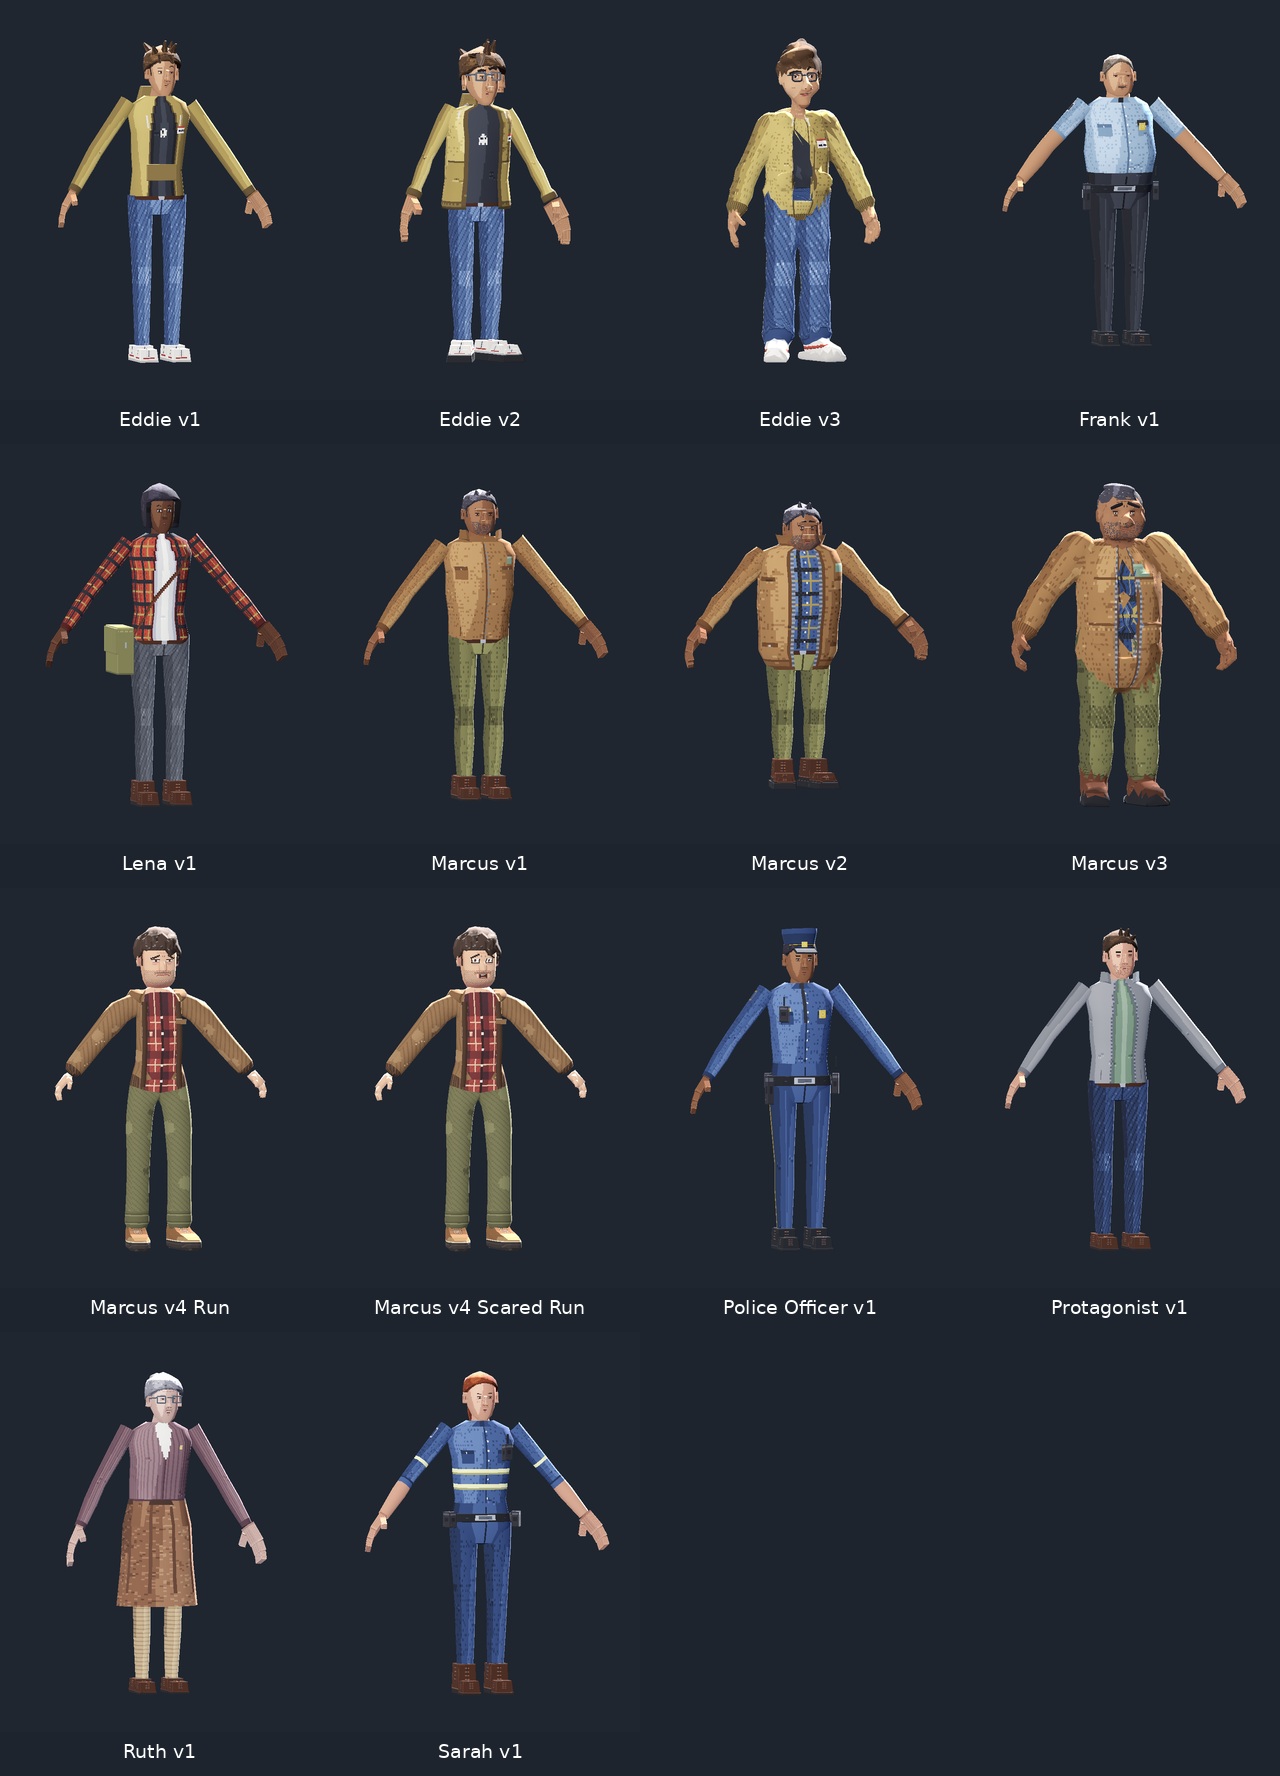 Eddie v1
Eddie v2
Eddie v3
Frank v1
Lena v1
Marcus v1
Marcus v2
Marcus v3
Marcus v4 Run
Marcus v4 Scared Run
Police Officer v1
Protagonist v1
Ruth v1
Sarah v1